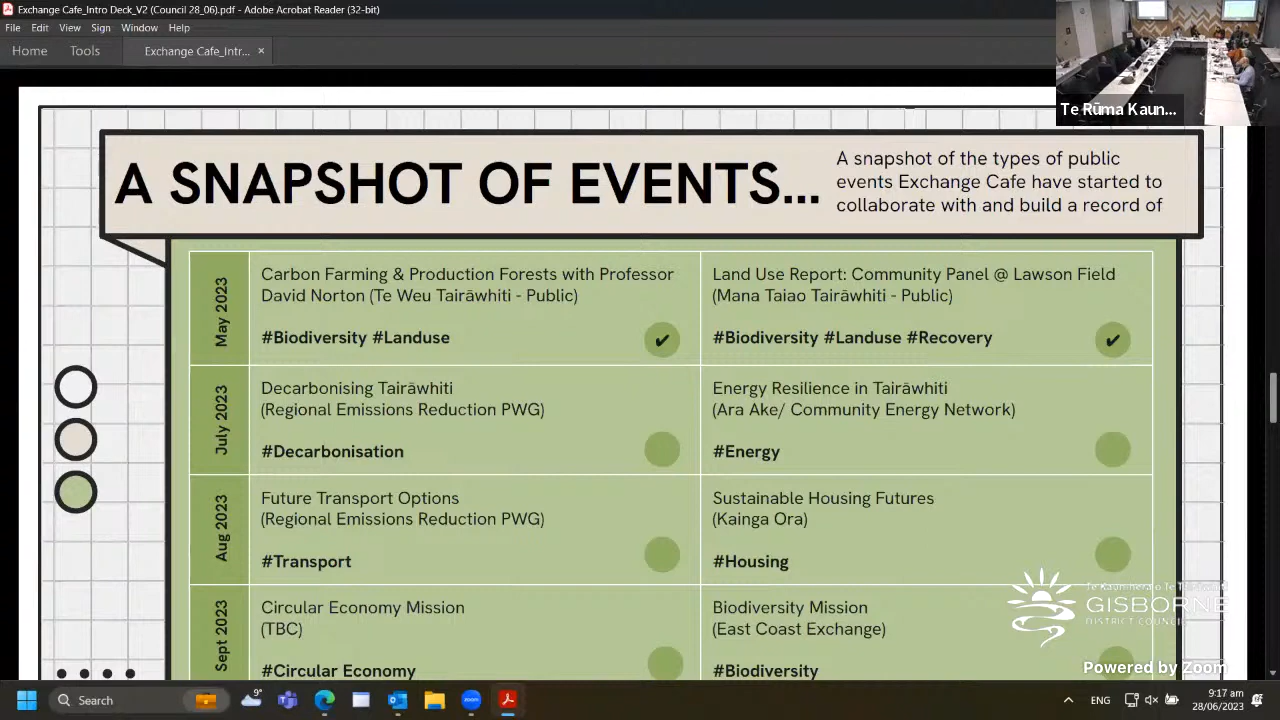 Exchange Cafe_Intro Deck_V2 (Council 28_06).pdf - Adobe Acrobat Reader (32-bit)
File Edit View Sign Window Help
Home Tools Exchange Cafe_Intr... ×
Te Rūma Kaun...
A SNAPSHOT OF EVENTS...
A snapshot of the types of public
events Exchange Cafe have started to
collaborate with and build a record of
May 2023
Carbon Farming & Production Forests with Professor
David Norton (Te Weu Tairāwhiti - Public)
#Biodiversity #Landuse
✔
Land Use Report: Community Panel @ Lawson Field
(Mana Taiao Tairāwhiti - Public)
#Biodiversity #Landuse #Recovery
✔
July 2023
Decarbonising Tairāwhiti
(Regional Emissions Reduction PWG)
#Decarbonisation
Energy Resilience in Tairāwhiti
(Ara Ake/ Community Energy Network)
#Energy
Aug 2023
Future Transport Options
(Regional Emissions Reduction PWG)
#Transport
Sustainable Housing Futures
(Kainga Ora)
#Housing
Sept 2023
Circular Economy Mission
(TBC)
#Circular Economy
Biodiversity Mission
(East Coast Exchange)
#Biodiversity
GISBORNE
DISTRICT COUNCIL
Powered by Zoom
Search
9°
zoom
ENG
9:17 am
28/06/2023